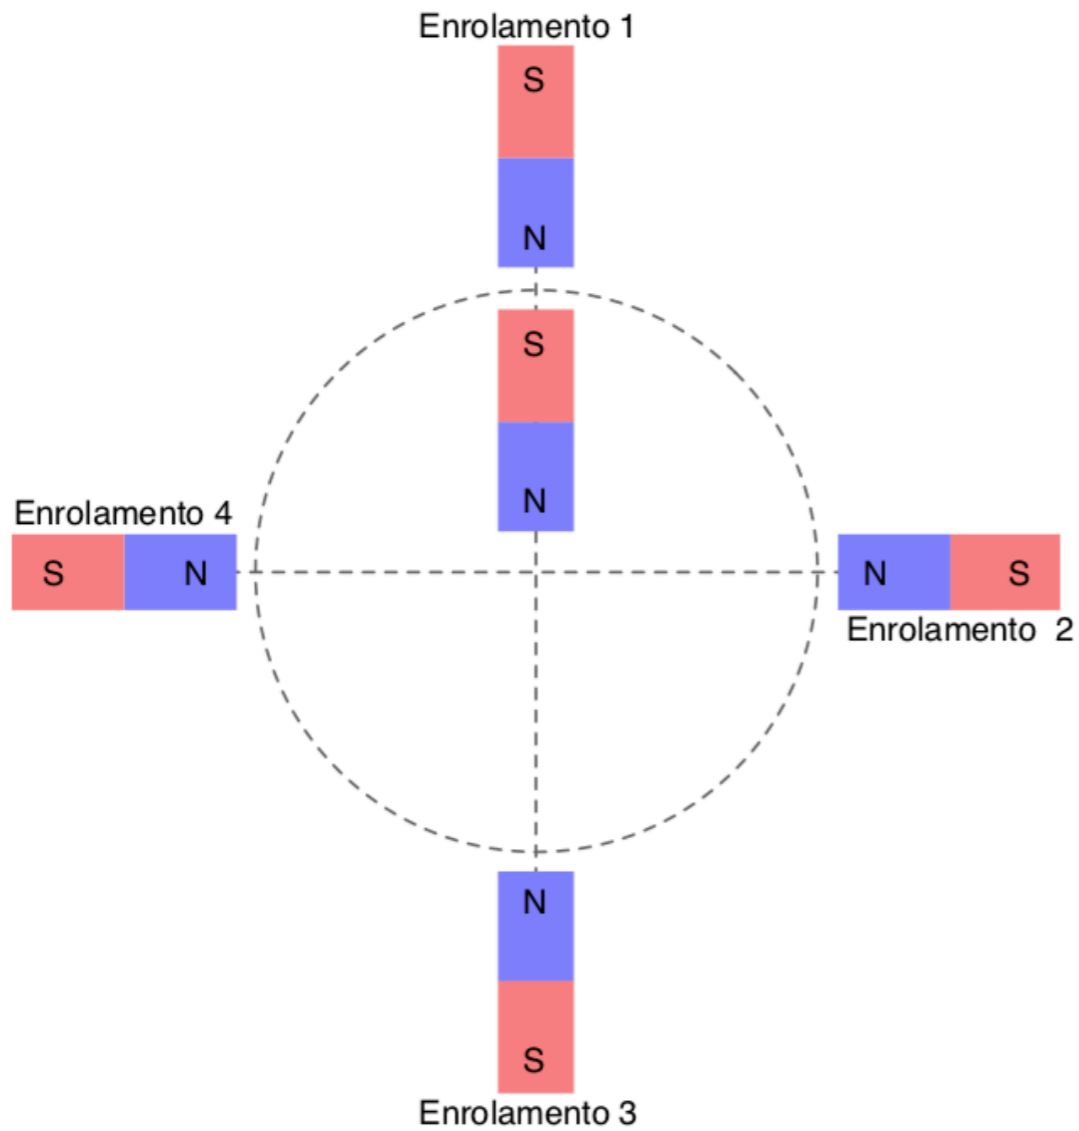 Enrolamento 1
S
N
S
N
Enrolamento 4
S N
N S
Enrolamento 2
N
S
Enrolamento 3